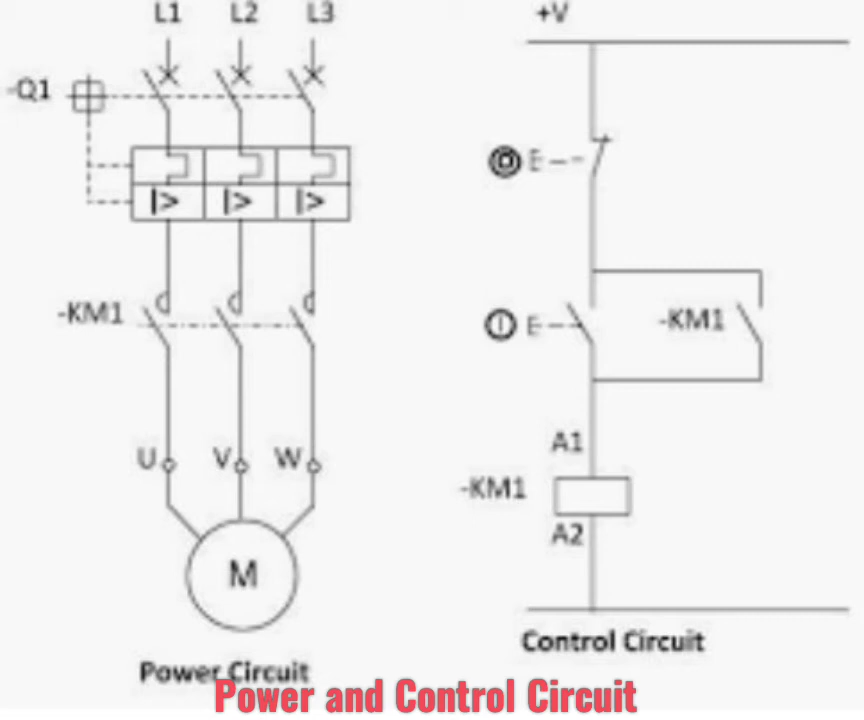 L1 L2 L3
+V
-Q1
I> I> I>
E
-KM1
E
-KM1
U V W
A1
-KM1
A2
M
Control Circuit
Power Circuit
Power and Control Circuit